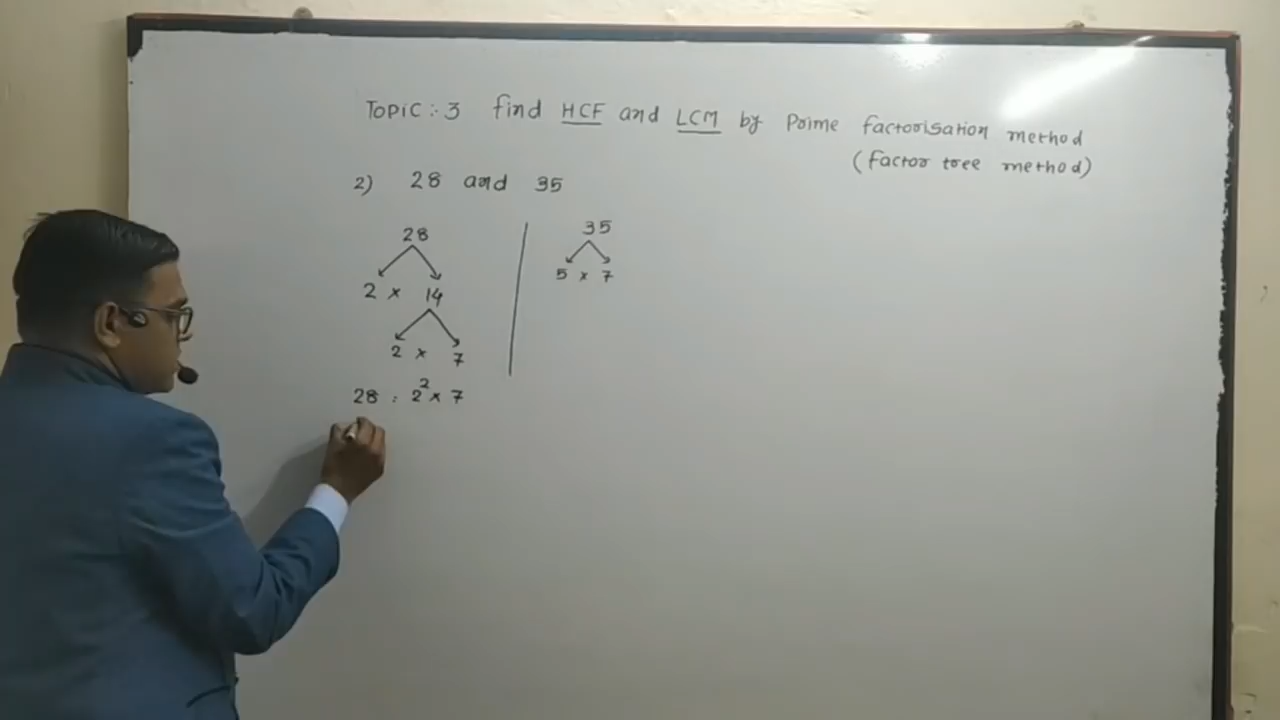 TOPIC : 3 find HCF and LCM by Prime factorisation method
(factor tree method)
2) 28 and 35
28
2 × 14
2 × 7
28 : 2² × 7
35
5 × 7